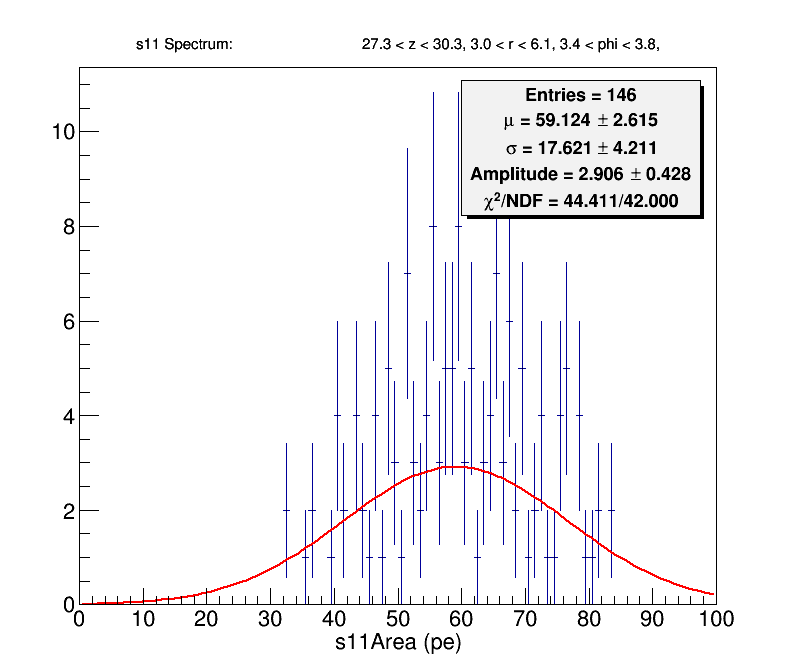 s11 Spectrum: 27.3 < z < 30.3, 3.0 < r < 6.1, 3.4 < phi < 3.8,
Entries = 146
μ = 59.124 ± 2.615
σ = 17.621 ± 4.211
Amplitude = 2.906 ± 0.428
χ²/NDF = 44.411/42.000
10
8
6
4
2
0
0 10 20 30 40 50 60 70 80 90 100
s11Area (pe)